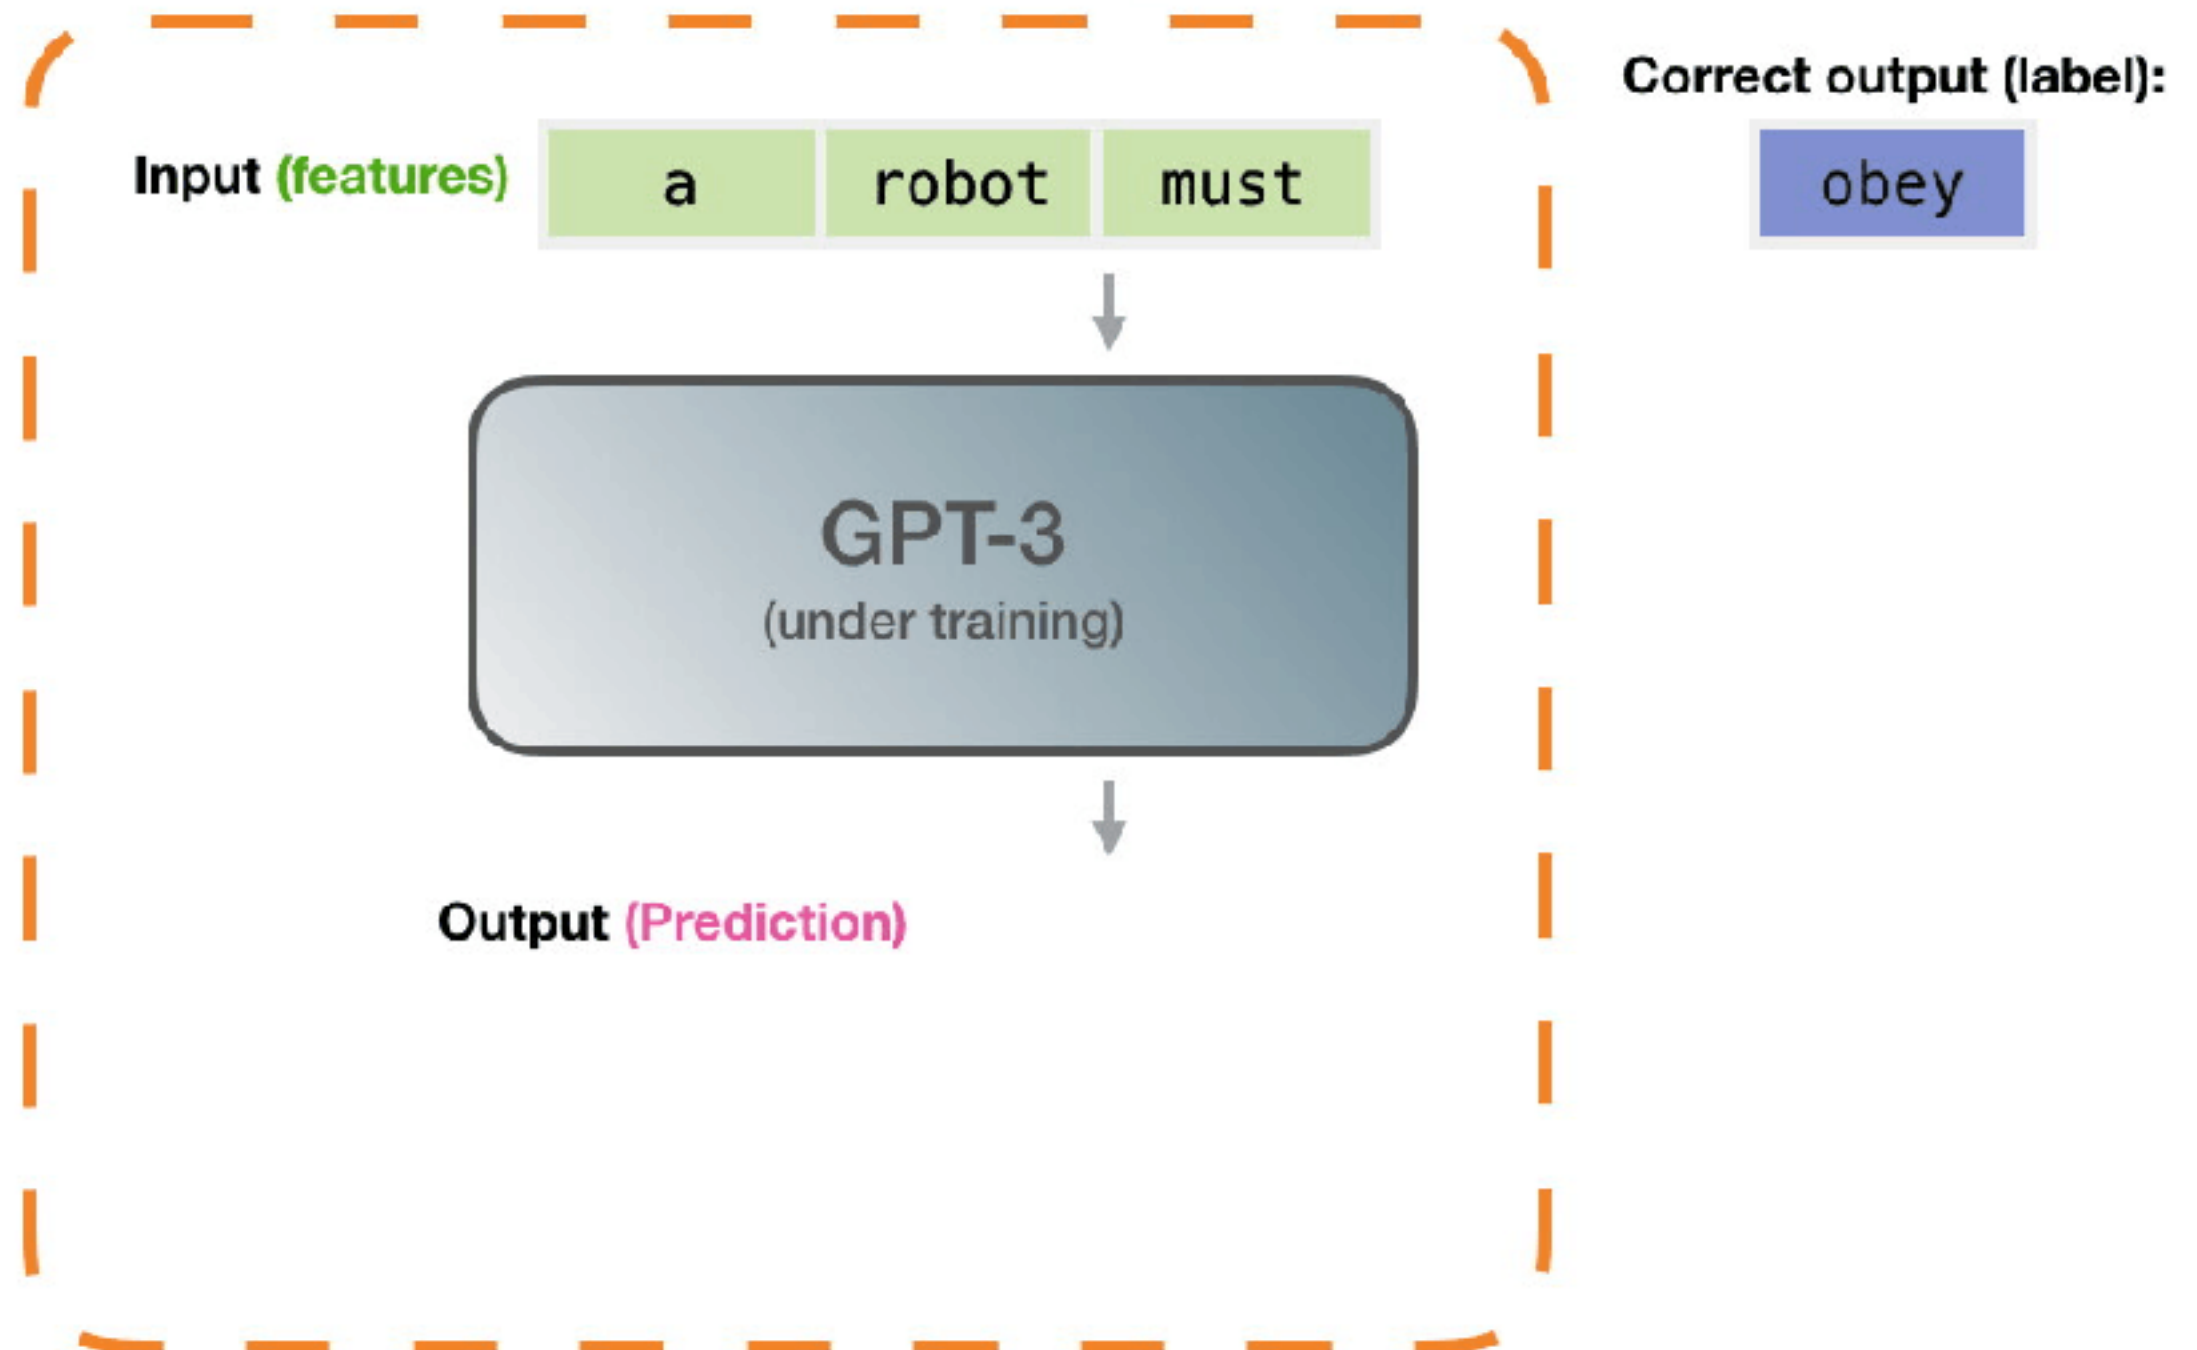 Correct output (label):
Input (features) a robot must
obey
GPT-3
(under training)
Output (Prediction)